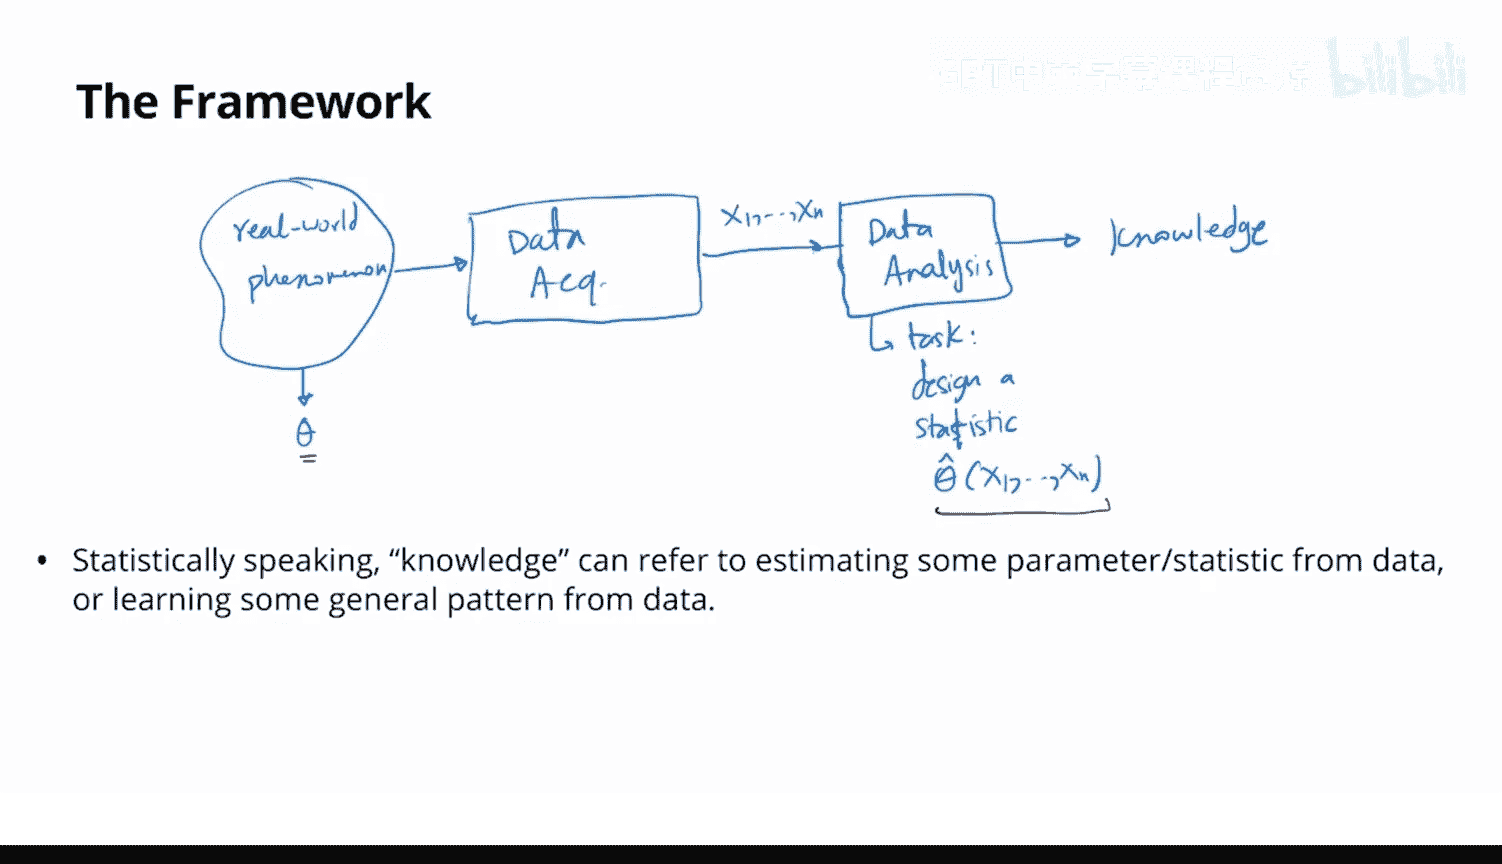 The Framework
real-world
phenomenon
Data
Acq.
X1,...,Xn
Data
Analysis
knowledge
↳ task:
design a
statistic
θ̂ (X1,...,Xn)
θ
• Statistically speaking, “knowledge” can refer to estimating some parameter/statistic from data,
or learning some general pattern from data.
bilibili